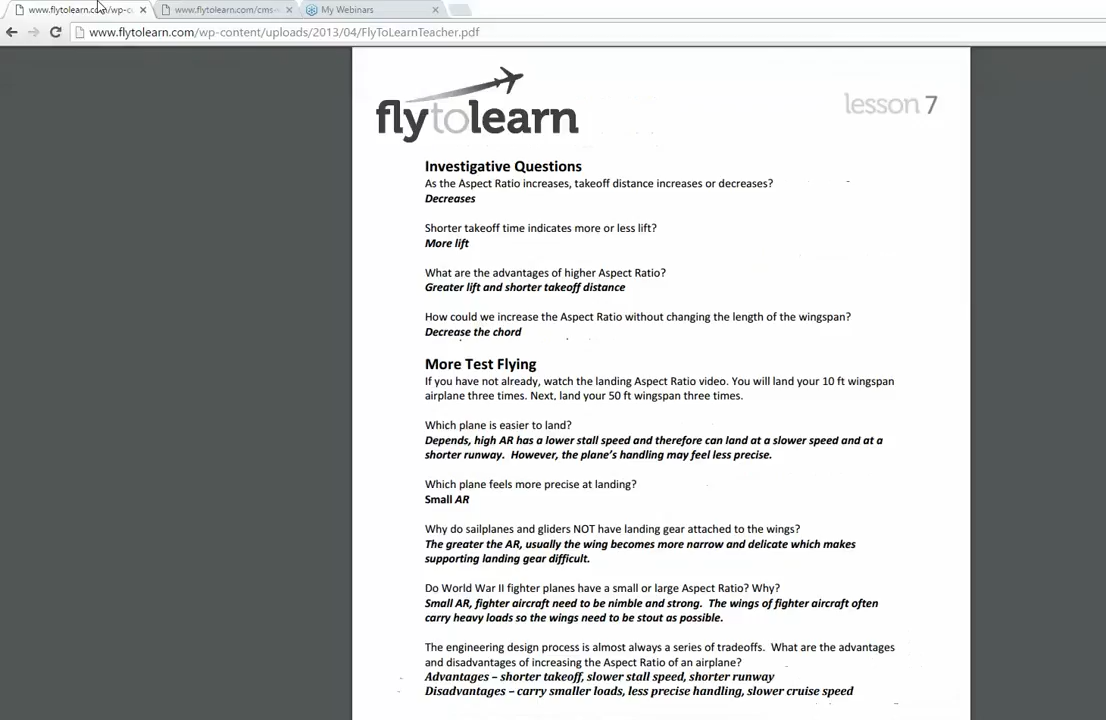 www.flytolearn.com/wp-c
www.flytolearn.com/cms-
My Webinars
www.flytolearn.com/wp-content/uploads/2013/04/FlyToLearnTeacher.pdf
flytolearn
lesson 7
Investigative Questions
As the Aspect Ratio increases, takeoff distance increases or decreases?
Decreases
Shorter takeoff time indicates more or less lift?
More lift
What are the advantages of higher Aspect Ratio?
Greater lift and shorter takeoff distance
How could we increase the Aspect Ratio without changing the length of the wingspan?
Decrease the chord
More Test Flying
If you have not already, watch the landing Aspect Ratio video. You will land your 10 ft wingspan
airplane three times. Next, land your 50 ft wingspan three times.
Which plane is easier to land?
Depends, high AR has a lower stall speed and therefore can land at a slower speed and at a
shorter runway. However, the plane's handling may feel less precise.
Which plane feels more precise at landing?
Small AR
Why do sailplanes and gliders NOT have landing gear attached to the wings?
The greater the AR, usually the wing becomes more narrow and delicate which makes
supporting landing gear difficult.
Do World War II fighter planes have a small or large Aspect Ratio? Why?
Small AR, fighter aircraft need to be nimble and strong. The wings of fighter aircraft often
carry heavy loads so the wings need to be stout as possible.
The engineering design process is almost always a series of tradeoffs. What are the advantages
and disadvantages of increasing the Aspect Ratio of an airplane?
Advantages – shorter takeoff, slower stall speed, shorter runway
Disadvantages – carry smaller loads, less precise handling, slower cruise speed